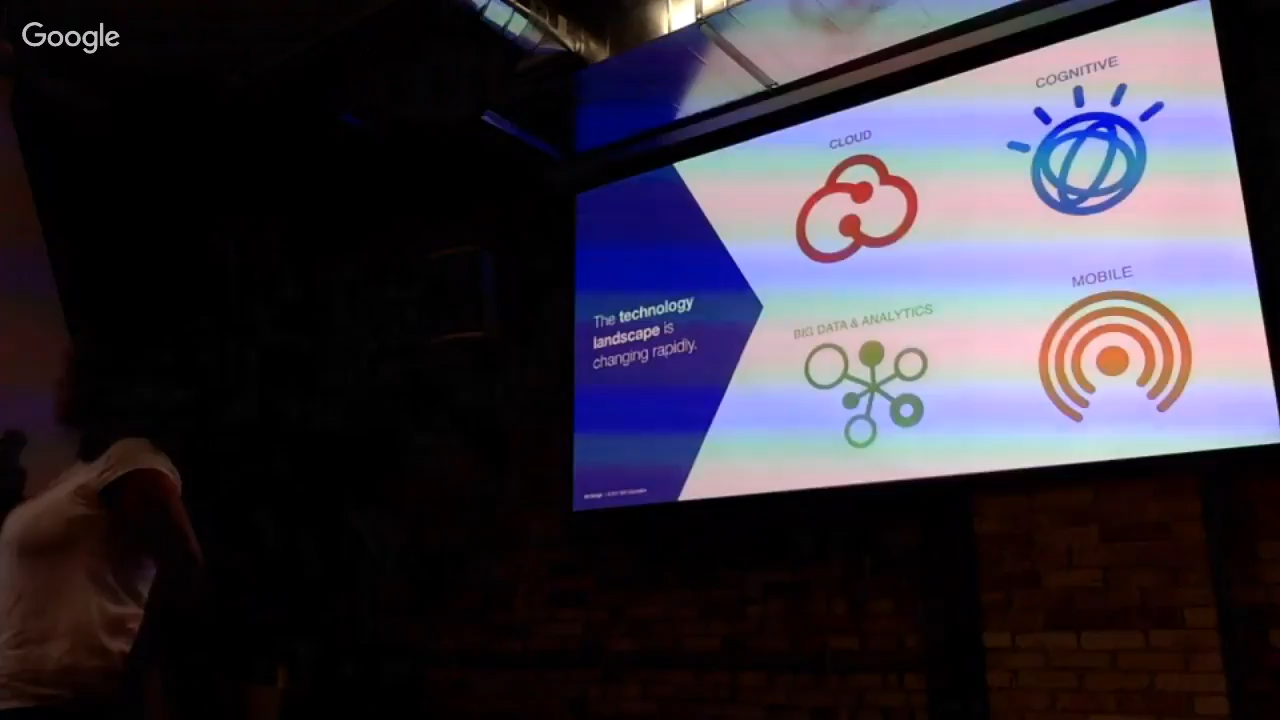 Google
COGNITIVE
CLOUD
The technology
landscape is
changing rapidly.
MOBILE
BIG DATA & ANALYTICS